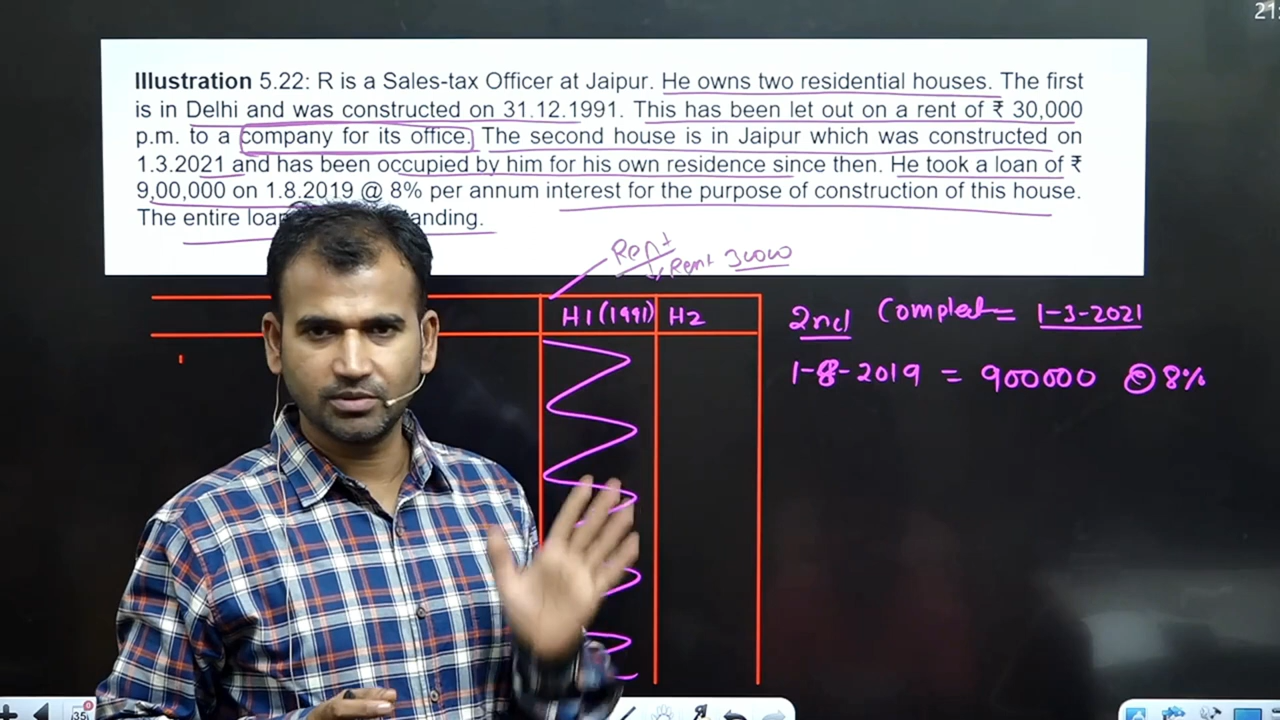 21:
Illustration 5.22: R is a Sales-tax Officer at Jaipur. He owns two residential houses. The first
is in Delhi and was constructed on 31.12.1991. This has been let out on a rent of ₹ 30,000
p.m. to a company for its office. The second house is in Jaipur which was constructed on
1.3.2021 and has been occupied by him for his own residence since then. He took a loan of ₹
9,00,000 on 1.8.2019 @ 8% per annum interest for the purpose of construction of this house.
The entire loa anding.
Rent
Rent 30000
H1 (1991) H2
2nd Complet = 1-3-2021
1-8-2019 = 900000 @ 8%